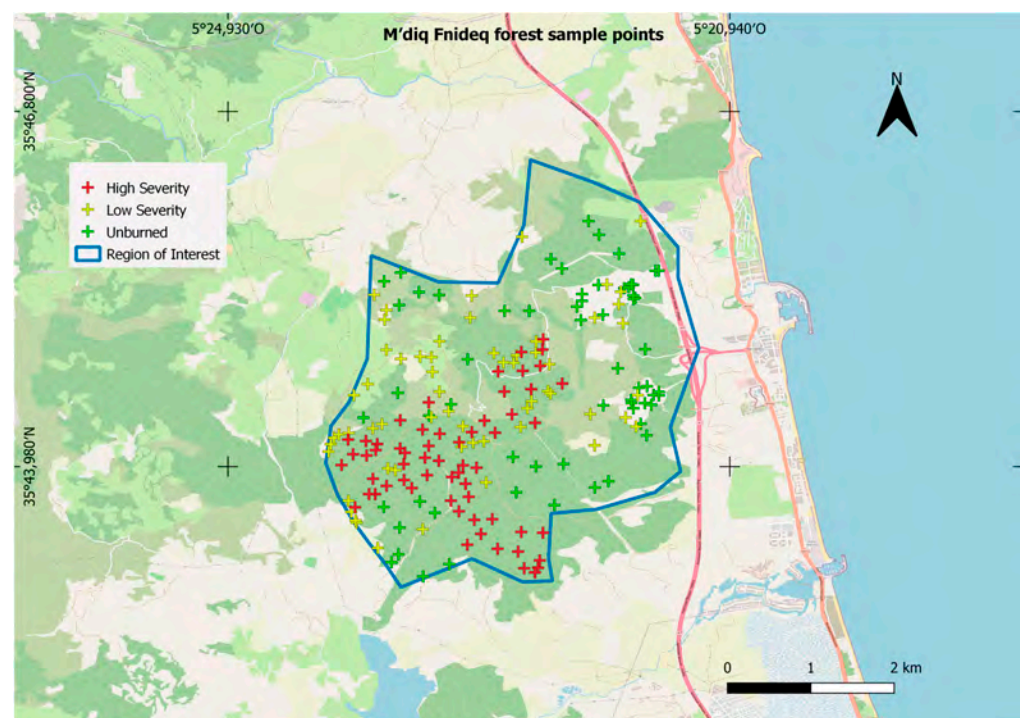 5°24,930'O
5°20,940'O
M'diq Fnideq forest sample points
35°46,800'N
N
High Severity
Low Severity
Unburned
Region of Interest
35°43,980'N
0 1 2 km